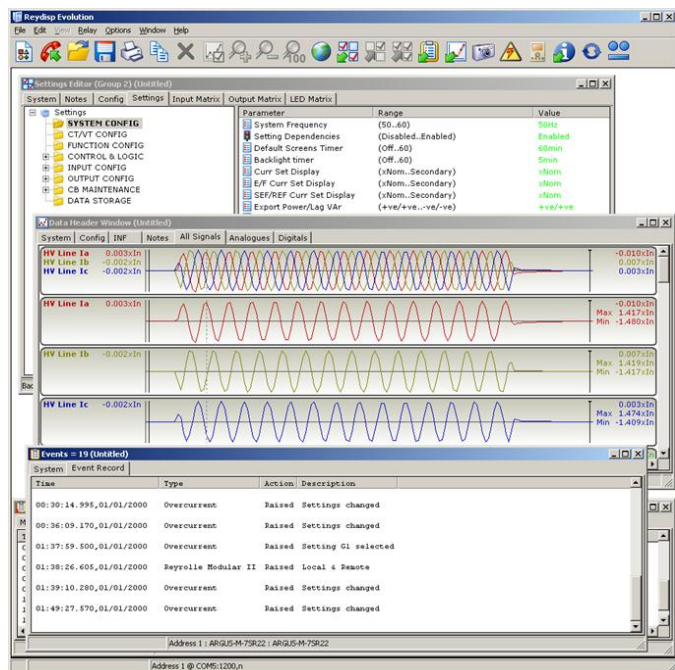 Reydisp Evolution
File Edit View Relay Options Window Help
Settings Editor (Group 2) (Untitled)
System Notes Config Settings Input Matrix Output Matrix LED Matrix
Settings
SYSTEM CONFIG
CT/VT CONFIG
FUNCTION CONFIG
CONTROL & LOGIC
INPUT CONFIG
OUTPUT CONFIG
CB MAINTENANCE
DATA STORAGE
Parameter Range Value
System Frequency (50..60) 50Hz
Setting Dependencies (Disabled..Enabled) Enabled
Default Screens Timer (Off..60) 60min
Backlight timer (Off..60) 5min
Curr Set Display (xNom..Secondary) xNom
E/F Curr Set Display (xNom..Secondary) xNom
SEF/REF Curr Set Display (xNom..Secondary) xNom
Export Power/Lag VAr (+ve/+ve..-ve/-ve) +ve/+ve
Data Header Window (Untitled)
System Config INF Notes All Signals Analogues Digitals
HV Line Ia 0.003xIn -0.010xIn
HV Line Ib -0.002xIn 0.007xIn
HV Line Ic -0.002xIn 0.003xIn
HV Line Ia 0.003xIn -0.010xIn
Max 1.417xIn
Min -1.480xIn
HV Line Ib -0.002xIn 0.007xIn
Max 1.419xIn
Min -1.417xIn
HV Line Ic -0.002xIn 0.003xIn
Max 1.474xIn
Min -1.409xIn
Events = 19 (Untitled)
System Event Record
Time Type Action Description
00:30:14.995,01/01/2000 Overcurrent Raised Settings changed
00:36:09.170,01/01/2000 Overcurrent Raised Settings changed
01:37:59.500,01/01/2000 Overcurrent Raised Setting G1 selected
01:38:26.605,01/01/2000 Reyrolle Modular II Raised Local & Remote
01:39:10.280,01/01/2000 Overcurrent Raised Settings changed
01:49:27.570,01/01/2000 Overcurrent Raised Settings changed
Address 1 : ARGUS-M-7SR22 : ARGUS-M-7SR22
Address 1 @ COM5:1200,n